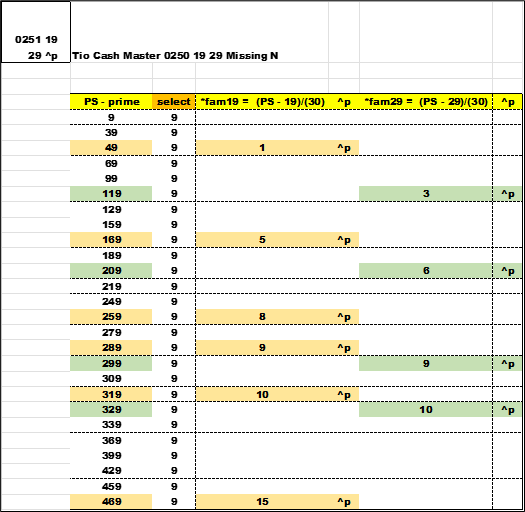 0251 19
29 ^p Tio Cash Master 0250 19 29 Missing N
PS - prime select *fam19 = (PS - 19)/(30) ^p *fam29 = (PS - 29)/(30) ^p
9 9
39 9
49 9 1 ^p
69 9
99 9
119 9 3 ^p
129 9
159 9
169 9 5 ^p
189 9
209 9 6 ^p
219 9
249 9
259 9 8 ^p
279 9
289 9 9 ^p
299 9 9 ^p
309 9
319 9 10 ^p
329 9 10 ^p
339 9
369 9
399 9
429 9
459 9
469 9 15 ^p